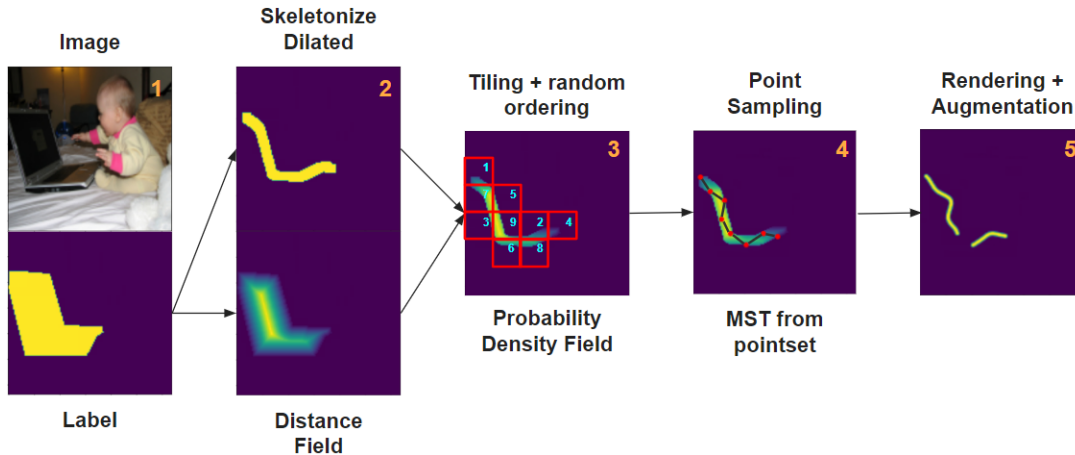 Image
1
Label
Skeletonize
Dilated
2
Distance
Field
Tiling + random
ordering
3
1
5
3 9 2 4
6 8
Probability
Density Field
Point
Sampling
4
MST from
pointset
Rendering +
Augmentation
5